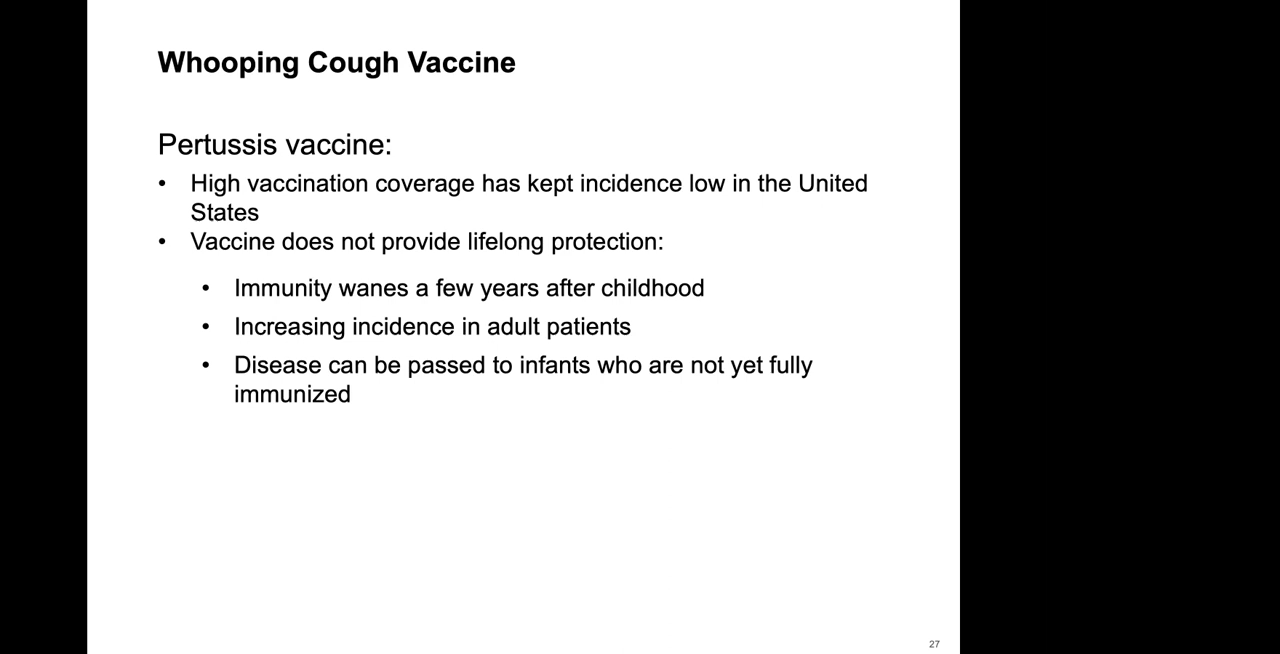 Whooping Cough Vaccine
Pertussis vaccine:
• High vaccination coverage has kept incidence low in the United
States
• Vaccine does not provide lifelong protection:
• Immunity wanes a few years after childhood
• Increasing incidence in adult patients
• Disease can be passed to infants who are not yet fully
immunized
27